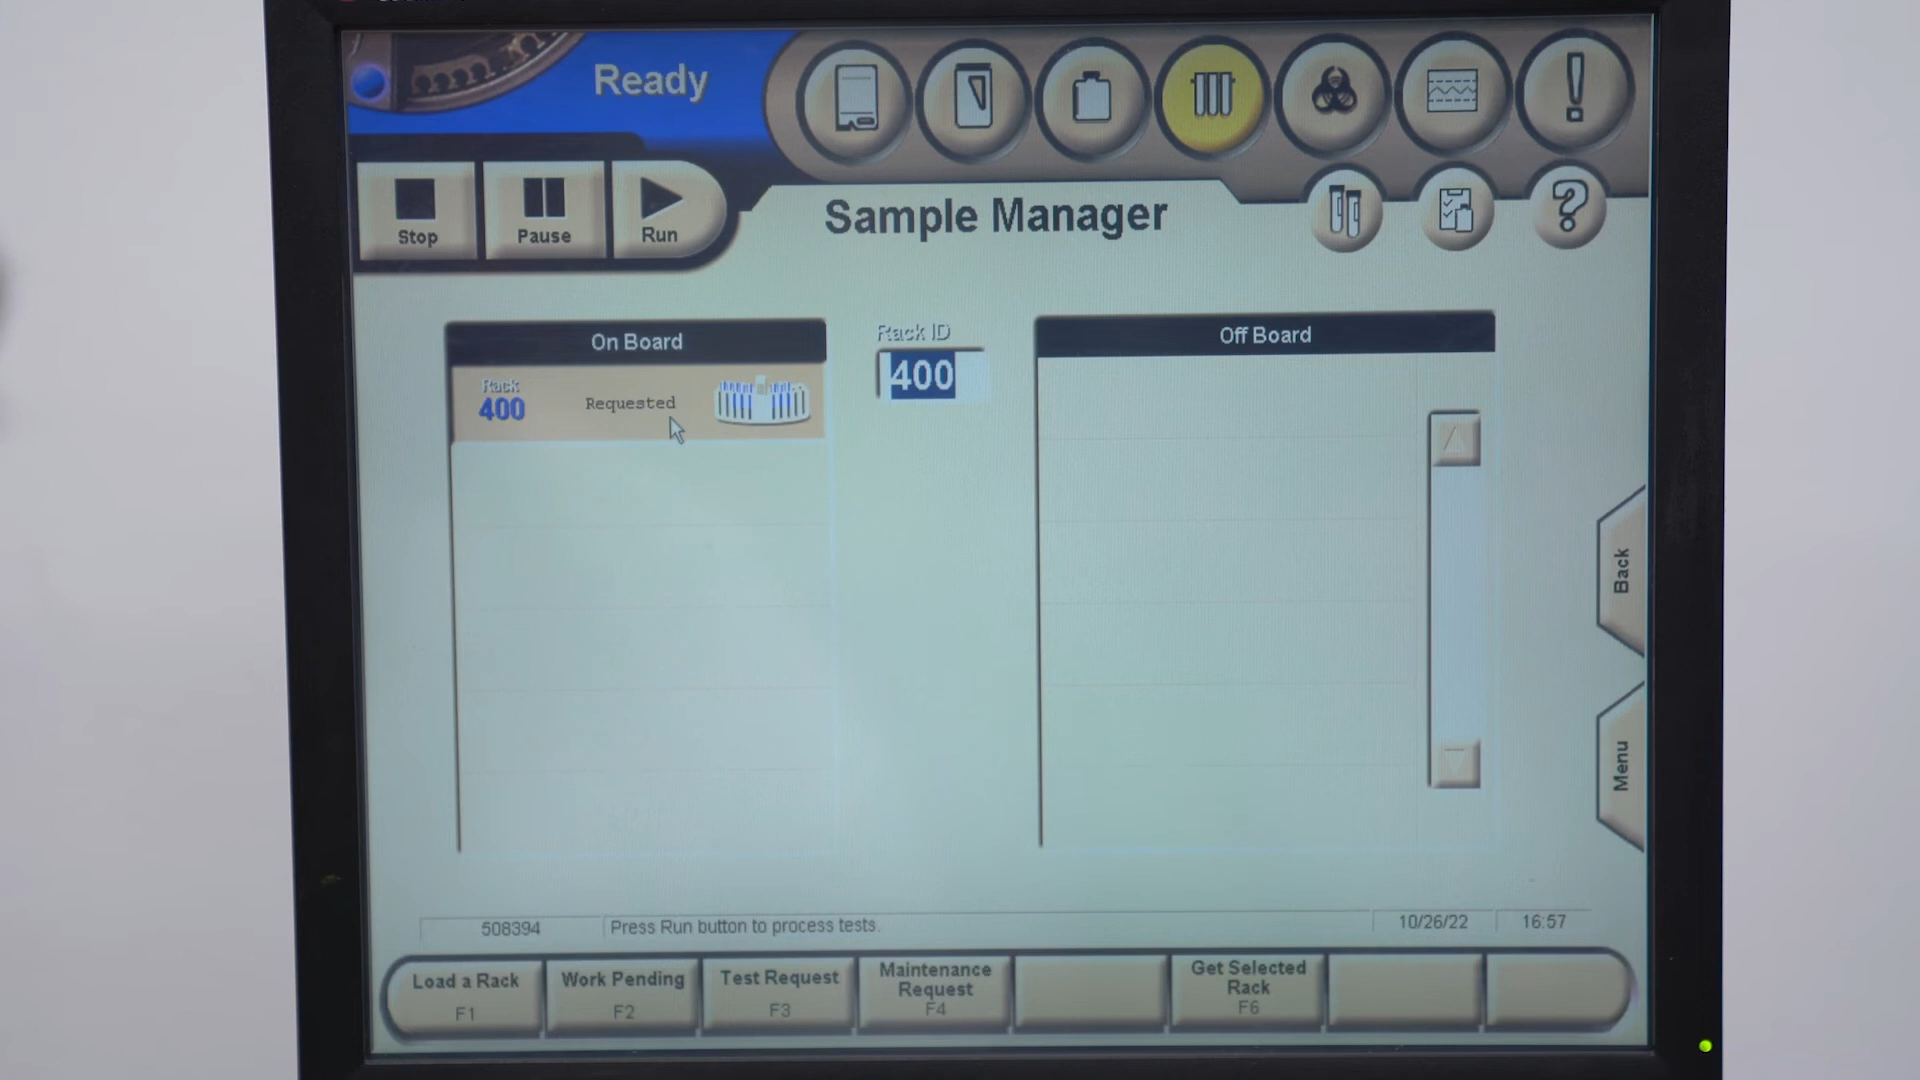 Ready
Stop
Pause
Run
Sample Manager
On Board
Rack ID
Off Board
Rack
400
Requested
400
Back
Menu
508394
Press Run button to process tests.
10/26/22
16:57
Load a Rack
F1
Work Pending
F2
Test Request
F3
Maintenance
Request
F4
Get Selected
Rack
F6